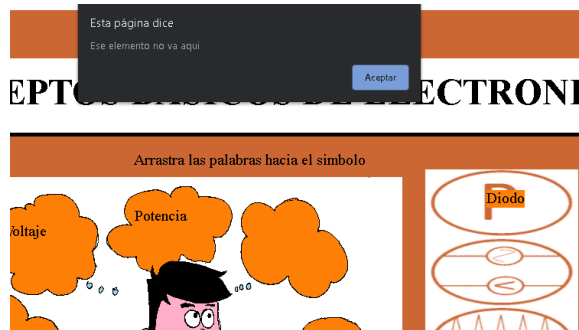 Esta página dice
Ese elemento no va aqui
Aceptar
EPTOS BASICOS DE ELECTRONI
Arrastra las palabras hacia el simbolo
Potencia
Voltaje
Diodo
P